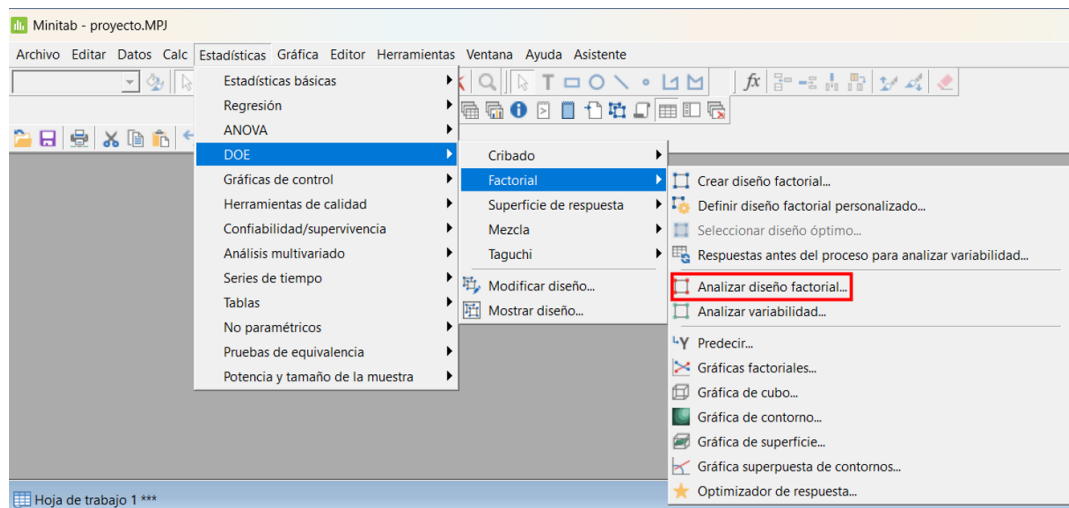 Minitab - proyecto.MPJ
Archivo Editar Datos Calc Estadísticas Gráfica Editor Herramientas Ventana Ayuda Asistente
Estadísticas básicas
Regresión
ANOVA
DOE
Gráficas de control
Herramientas de calidad
Confiabilidad/supervivencia
Análisis multivariado
Series de tiempo
Tablas
No paramétricos
Pruebas de equivalencia
Potencia y tamaño de la muestra
Cribado
Factorial
Superficie de respuesta
Mezcla
Taguchi
Modificar diseño...
Mostrar diseño...
Crear diseño factorial...
Definir diseño factorial personalizado...
Seleccionar diseño óptimo...
Respuestas antes del proceso para analizar variabilidad...
Analizar diseño factorial...
Analizar variabilidad...
Predecir...
Gráficas factoriales...
Gráfica de cubo...
Gráfica de contorno...
Gráfica de superficie...
Gráfica superpuesta de contornos...
Optimizador de respuesta...
Hoja de trabajo 1 ***